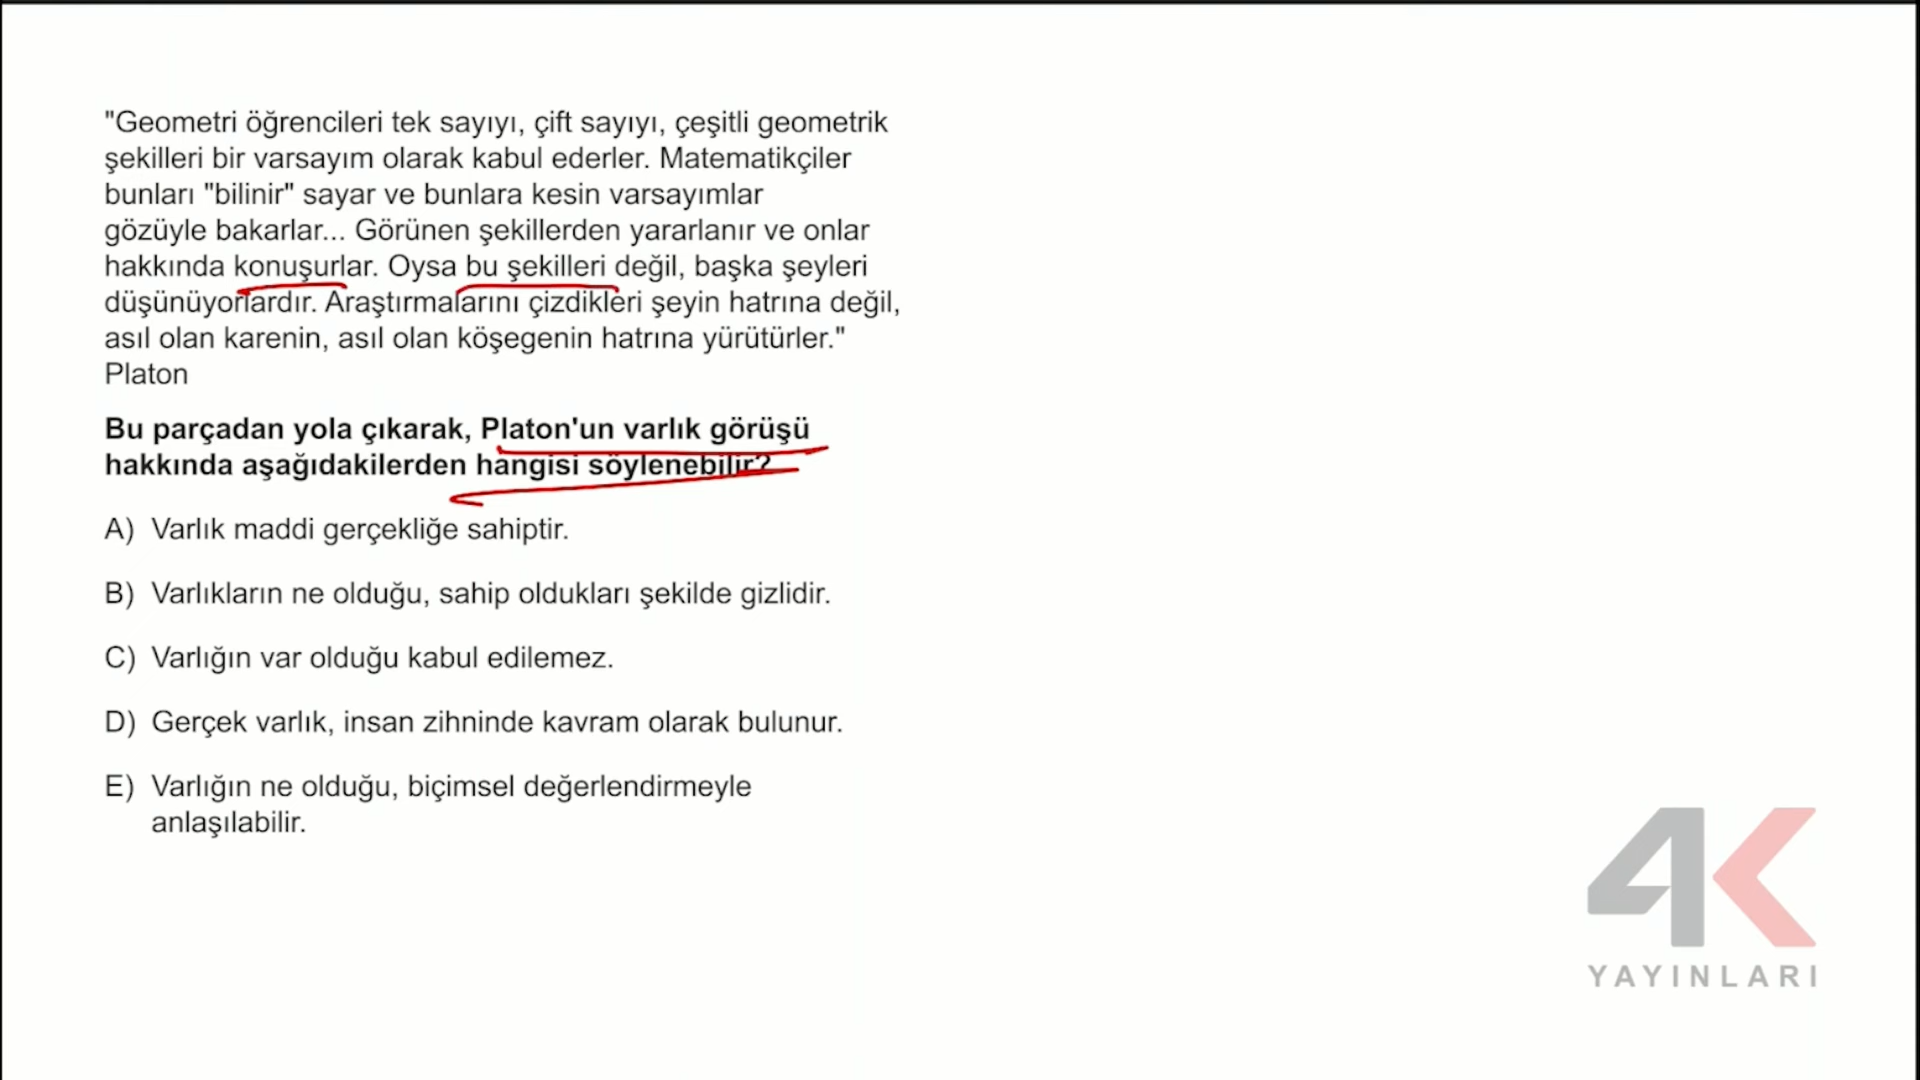 "Geometri öğrencileri tek sayıyı, çift sayıyı, çeşitli geometrik
şekilleri bir varsayım olarak kabul ederler. Matematikçiler
bunları "bilinir" sayar ve bunlara kesin varsayımlar
gözüyle bakarlar... Görünen şekillerden yararlanır ve onlar
hakkında konuşurlar. Oysa bu şekilleri değil, başka şeyleri
düşünüyorlardır. Araştırmalarını çizdikleri şeyin hatrına değil,
asıl olan karenin, asıl olan köşegenin hatrına yürütürler."
Platon
Bu parçadan yola çıkarak, Platon'un varlık görüşü
hakkında aşağıdakilerden hangisi söylenebilir?
A) Varlık maddi gerçekliğe sahiptir.
B) Varlıkların ne olduğu, sahip oldukları şekilde gizlidir.
C) Varlığın var olduğu kabul edilemez.
D) Gerçek varlık, insan zihninde kavram olarak bulunur.
E) Varlığın ne olduğu, biçimsel değerlendirmeyle
anlaşılabilir.
4K
YAYINLARI